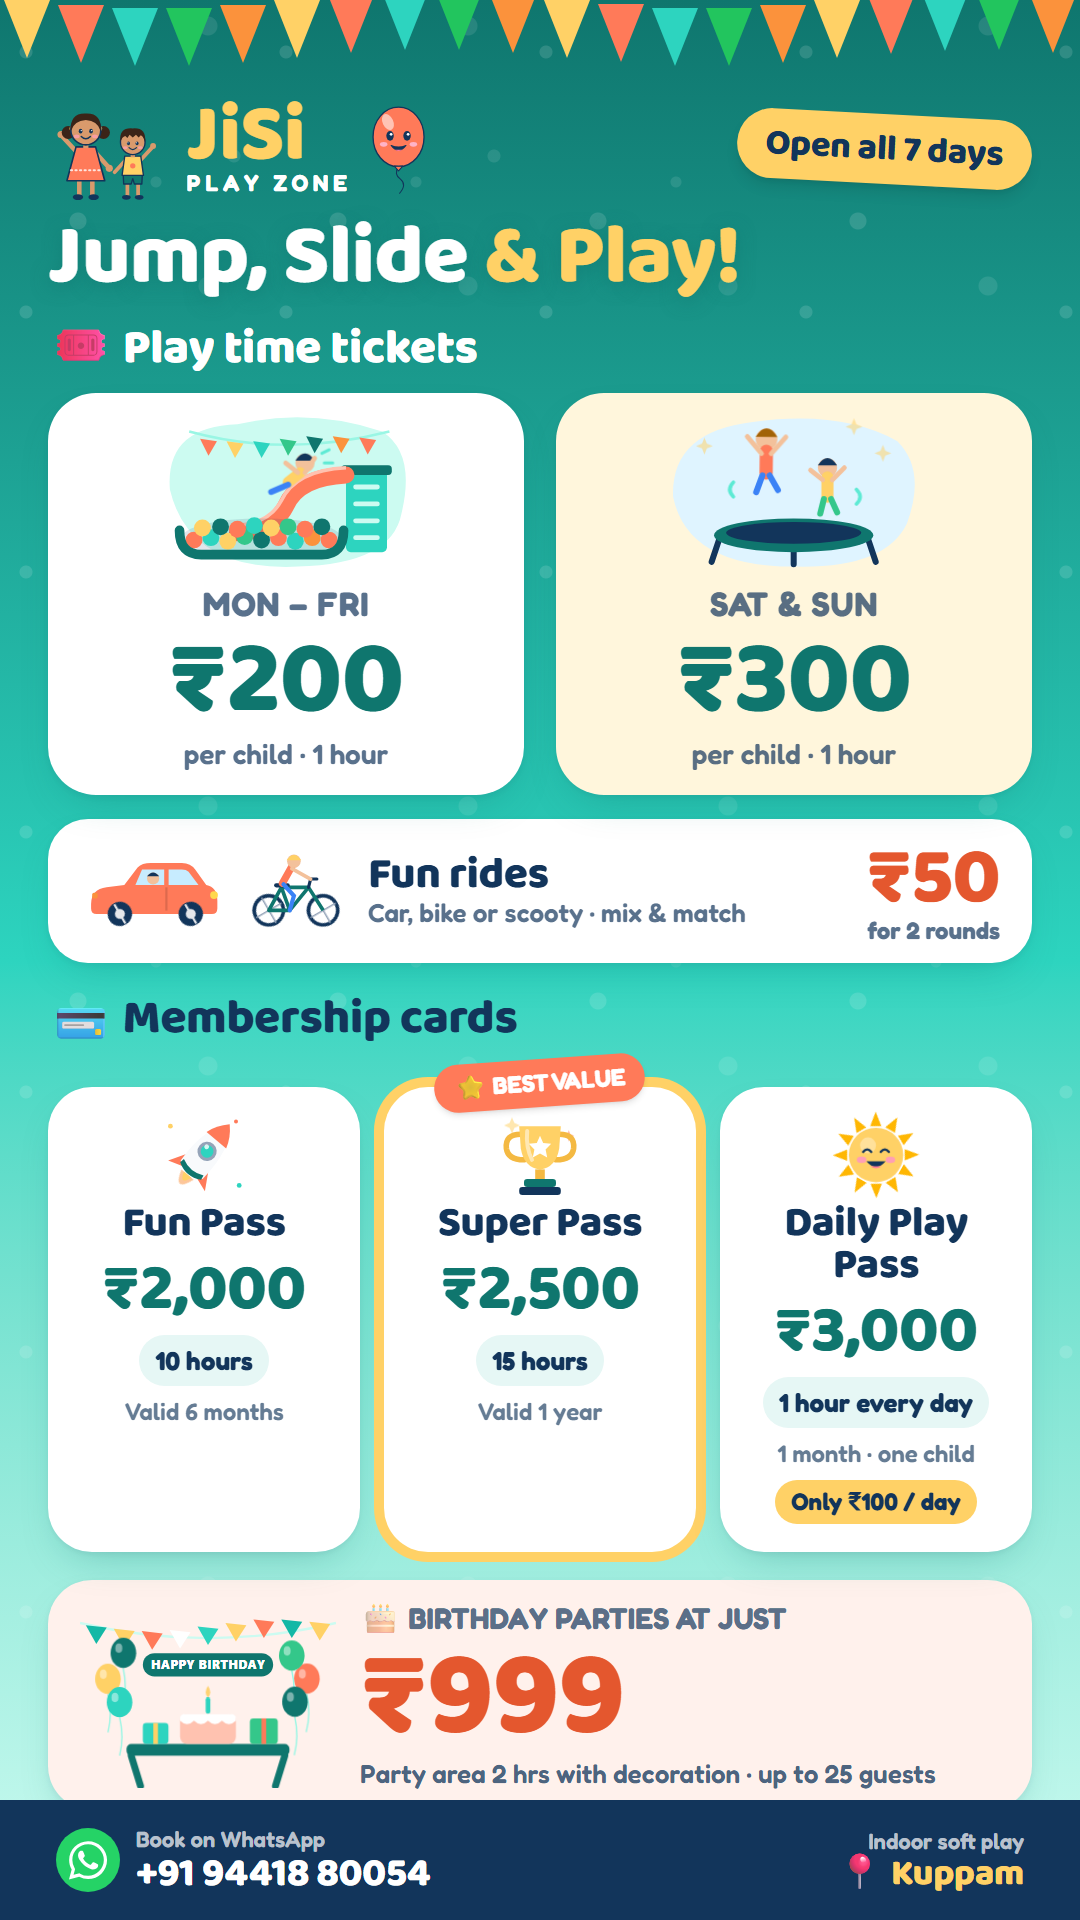 JiSi
PLAY ZONE
Open all 7 days
Jump, Slide & Play!
Play time tickets
MON – FRI
₹200
per child · 1 hour
SAT & SUN
₹300
per child · 1 hour
Fun rides
Car, bike or scooty · mix & match
₹50
for 2 rounds
Membership cards
Fun Pass
₹2,000
10 hours
Valid 6 months
BEST VALUE
Super Pass
₹2,500
15 hours
Valid 1 year
Daily Play
Pass
₹3,000
1 hour every day
1 month · one child
Only ₹100 / day
HAPPY BIRTHDAY
BIRTHDAY PARTIES AT JUST
₹999
Party area 2 hrs with decoration · up to 25 guests
Book on WhatsApp
+91 94418 80054
Indoor soft play
Kuppam